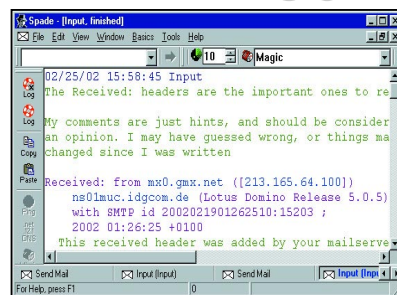 Spade - [Input, finished]
File Edit View Window Basics Tools Help
10 Magic
02/25/02 15:58:45 Input
The Received: headers are the important ones to re
My comments are just hints, and should be consider
an opinion. I may have guessed wrong, or things ma
changed since I was written
Received: from mx0.gmx.net ([213.165.64.100])
ns01muc.idgcom.de (Lotus Domino Release 5.0.5)
with SMTP id 2002021901262510:15203 ;
2002 01:26:25 +0100
This received header was added by your mailserve
Log
Log
Copy
Paste
Ping
DNS
Send Mail Input (Input) Send Mail Input (Inpu
For Help, press F1 0